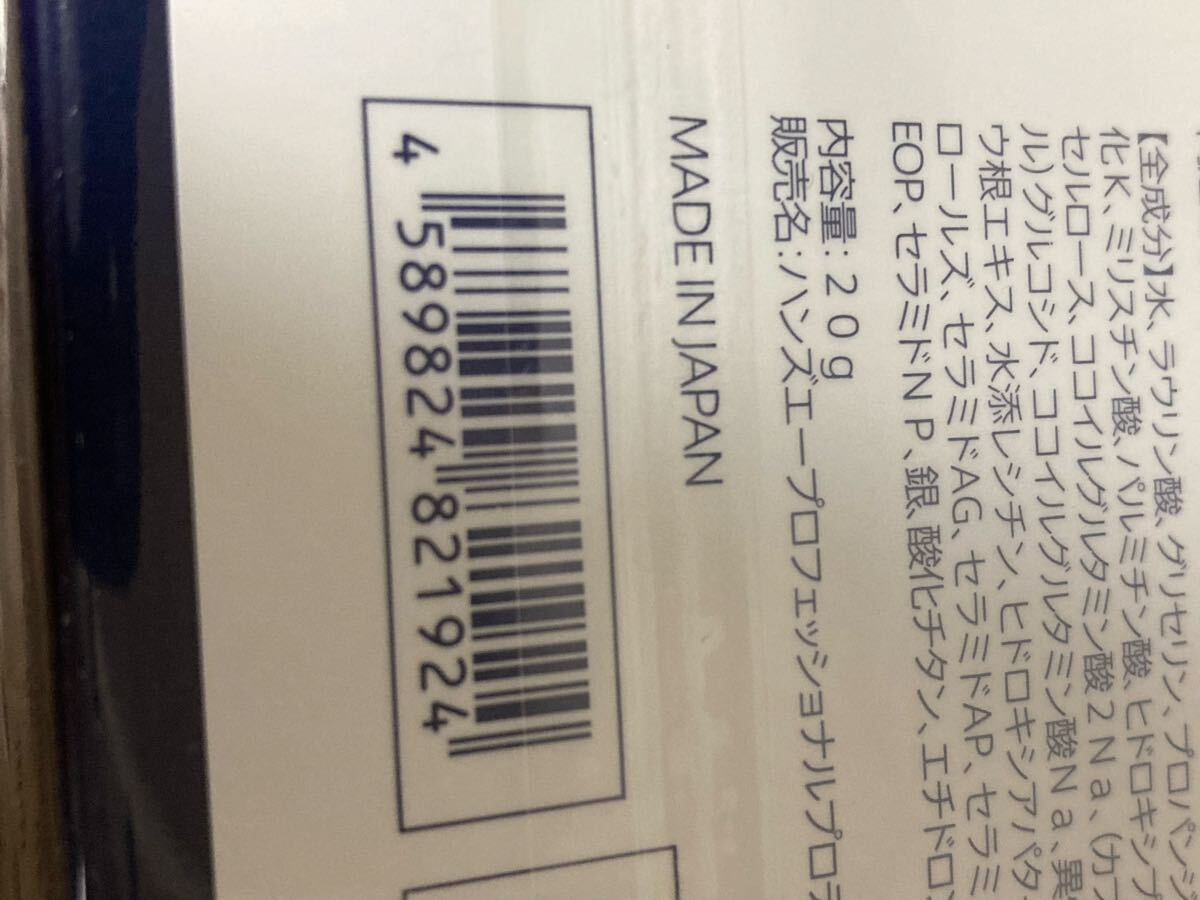 【全成分】水、ラウリン酸、グリセリン、プロパンジ
化K、ミリスチン酸、パルミチン酸、ヒドロキシプ
セルロース、ココイルグルタミン酸２Ｎａ、（カプ
ル）グルコシド、ココイルグルタミン酸Ｎａ、異
ウ根エキス、水添レシチン、ヒドロキシアパタ
ロールズ、セラミドAG、セラミドAP、セラミ
EOP、セラミドＮＰ、銀、酸化チタン、エチドロン
内容量：２０ｇ
販売名：ハンズエープロフェッショナルプロテ
MADE IN JAPAN
4 589824 821924